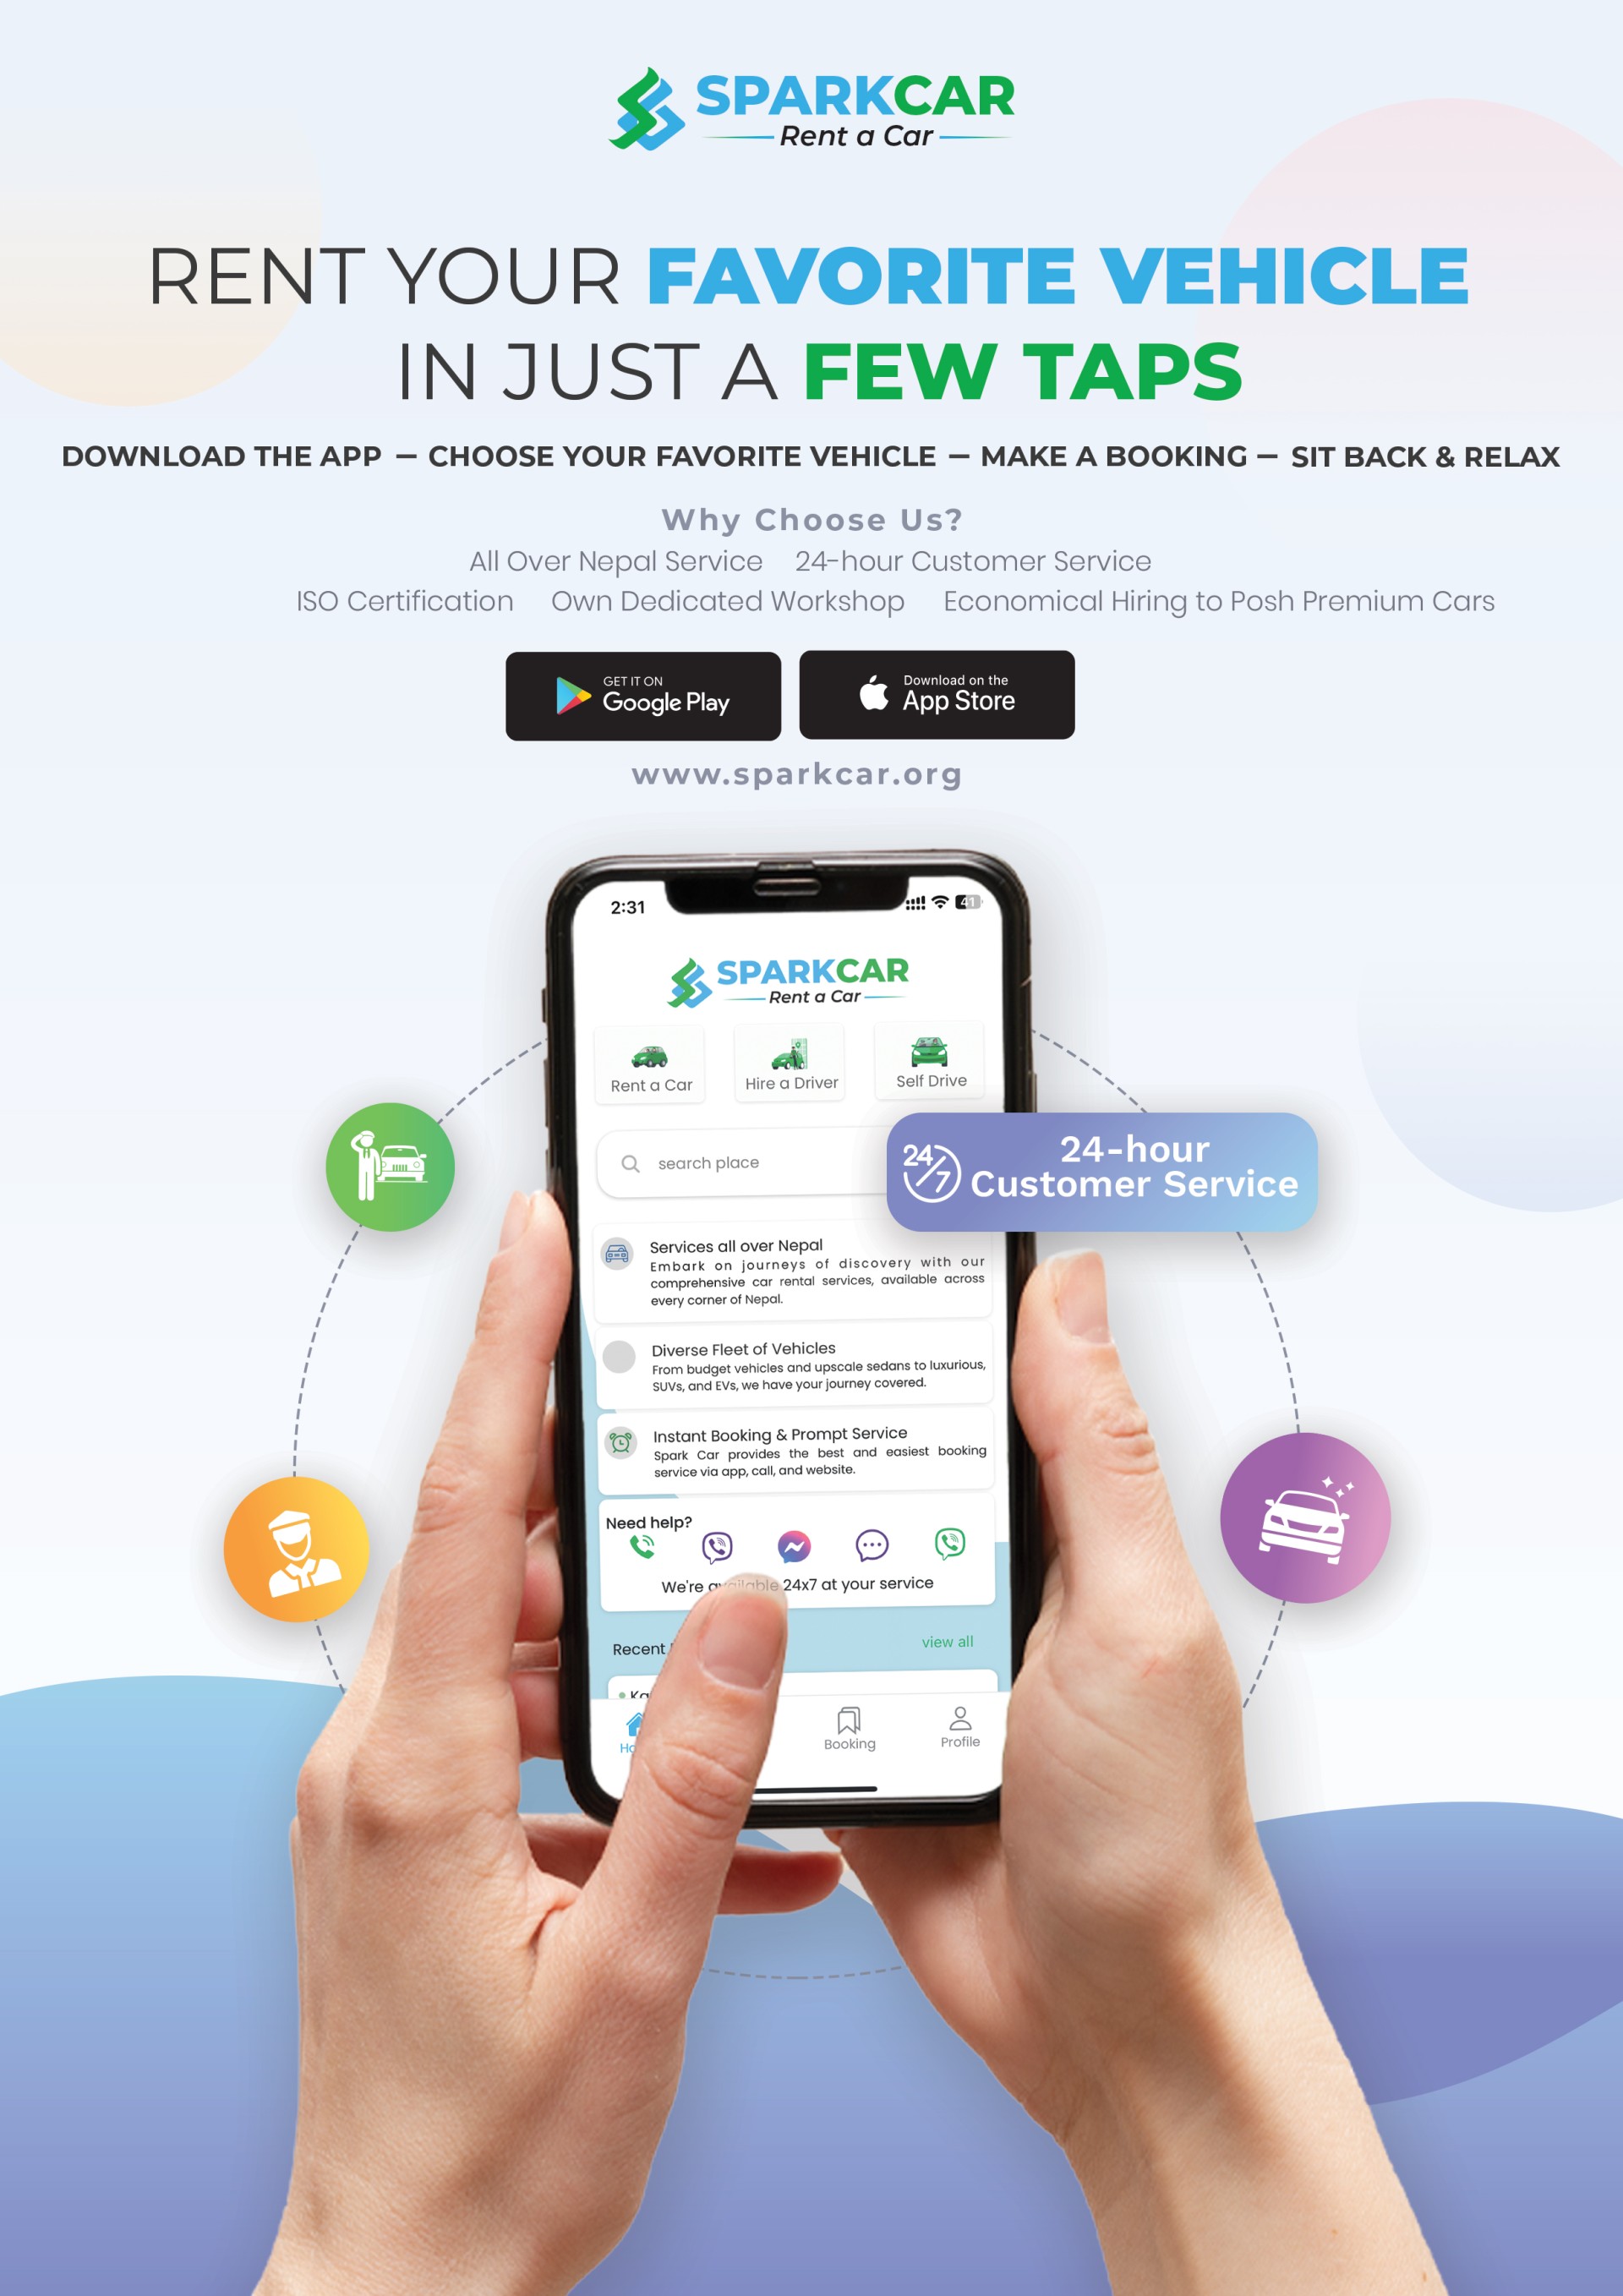 SPARKCAR
Rent a Car
RENT YOUR FAVORITE VEHICLE
IN JUST A FEW TAPS
DOWNLOAD THE APP — CHOOSE YOUR FAVORITE VEHICLE — MAKE A BOOKING — SIT BACK & RELAX
Why Choose Us?
All Over Nepal Service 24-hour Customer Service
ISO Certification Own Dedicated Workshop Economical Hiring to Posh Premium Cars
GET IT ON
Google Play
Download on the
App Store
www.sparkcar.org
2:31
41
SPARKCAR
Rent a Car
Rent a Car
Hire a Driver
Self Drive
search place
24/7
24-hour
Customer Service
Services all over Nepal
Embark on journeys of discovery with our
comprehensive car rental services, available across
every corner of Nepal.
Diverse Fleet of Vehicles
From budget vehicles and upscale sedans to luxurious,
SUVs, and EVs, we have your journey covered.
Instant Booking & Prompt Service
Spark Car provides the best and easiest booking
service via app, call, and website.
Need help?
We're available 24x7 at your service
Recent
view all
Booking
Profile